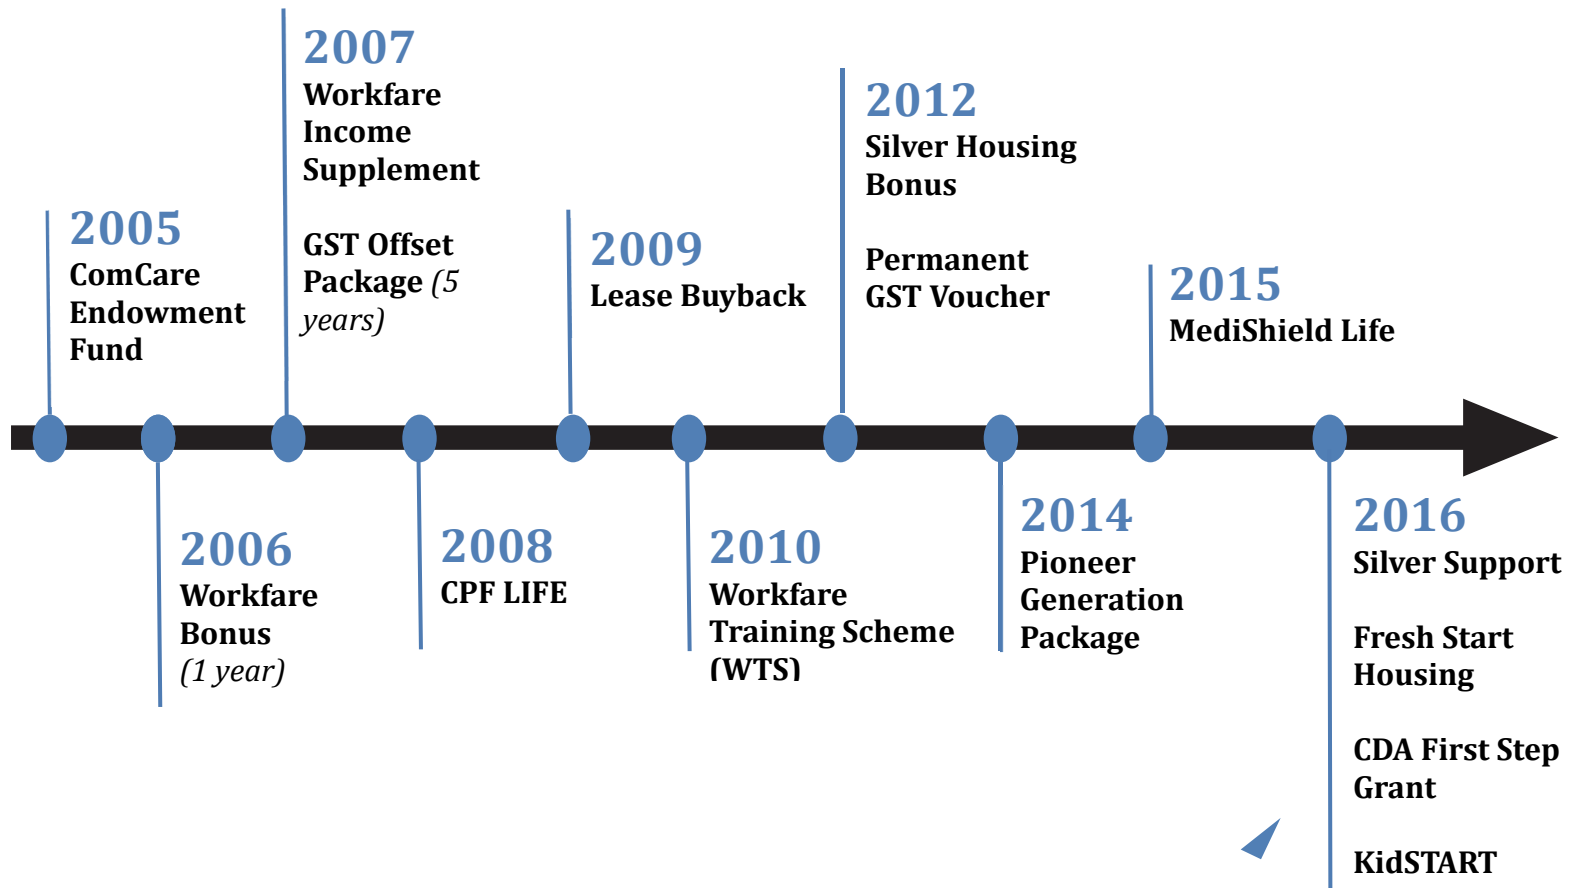 2005
ComCare
Endowment
Fund
2006
Workfare
Bonus
(1 year)
2007
Workfare
Income
Supplement
GST Offset
Package (5
years)
2008
CPF LIFE
2009
Lease Buyback
2010
Workfare
Training Scheme
(WTS)
2012
Silver Housing
Bonus
Permanent
GST Voucher
2014
Pioneer
Generation
Package
2015
MediShield Life
2016
Silver Support
Fresh Start
Housing
CDA First Step
Grant
KidSTART